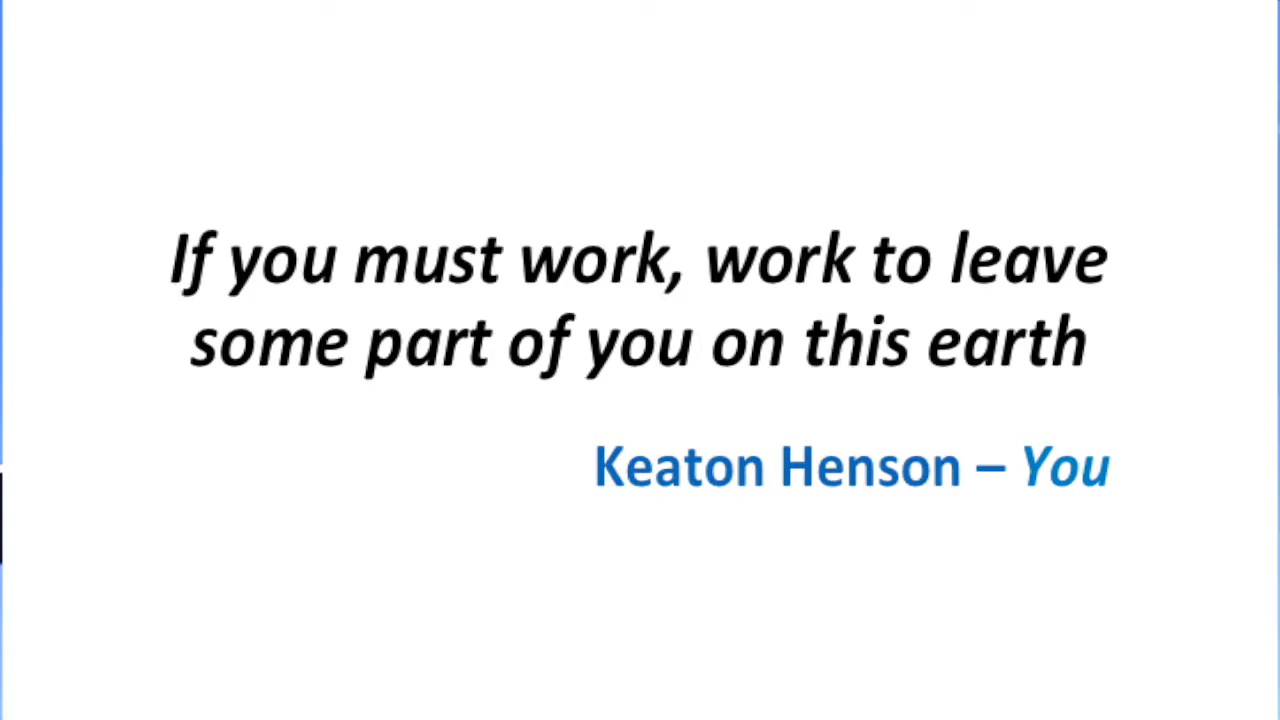 If you must work, work to leave
some part of you on this earth
Keaton Henson – You